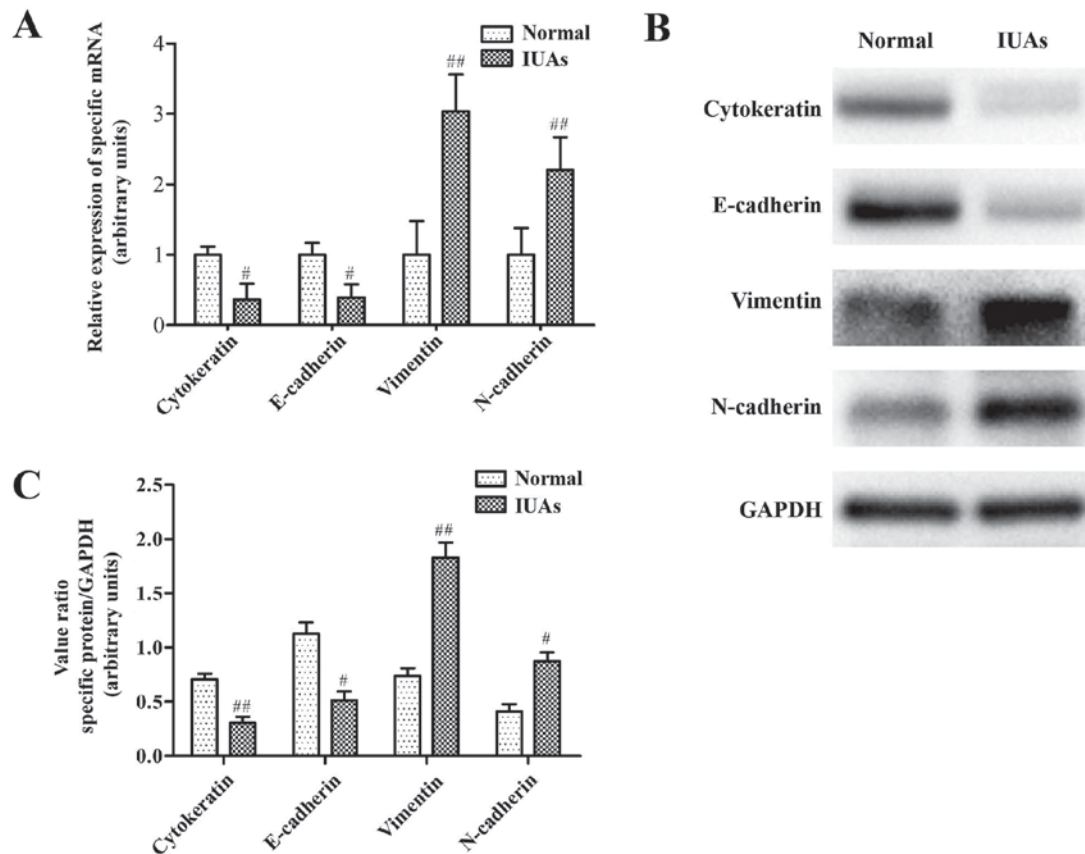 A
Relative expression of specific mRNA
(arbitrary units)
4
3
2
1
0
Normal
IUAs
#
#
##
##
Cytokeratin
E-cadherin
Vimentin
N-cadherin
B
Normal IUAs
Cytokeratin
E-cadherin
Vimentin
N-cadherin
GAPDH
C
Value ratio
specific protein/GAPDH
(arbitrary units)
2.5
2.0
1.5
1.0
0.5
0.0
Normal
IUAs
##
#
##
#
Cytokeratin
E-cadherin
Vimentin
N-cadherin